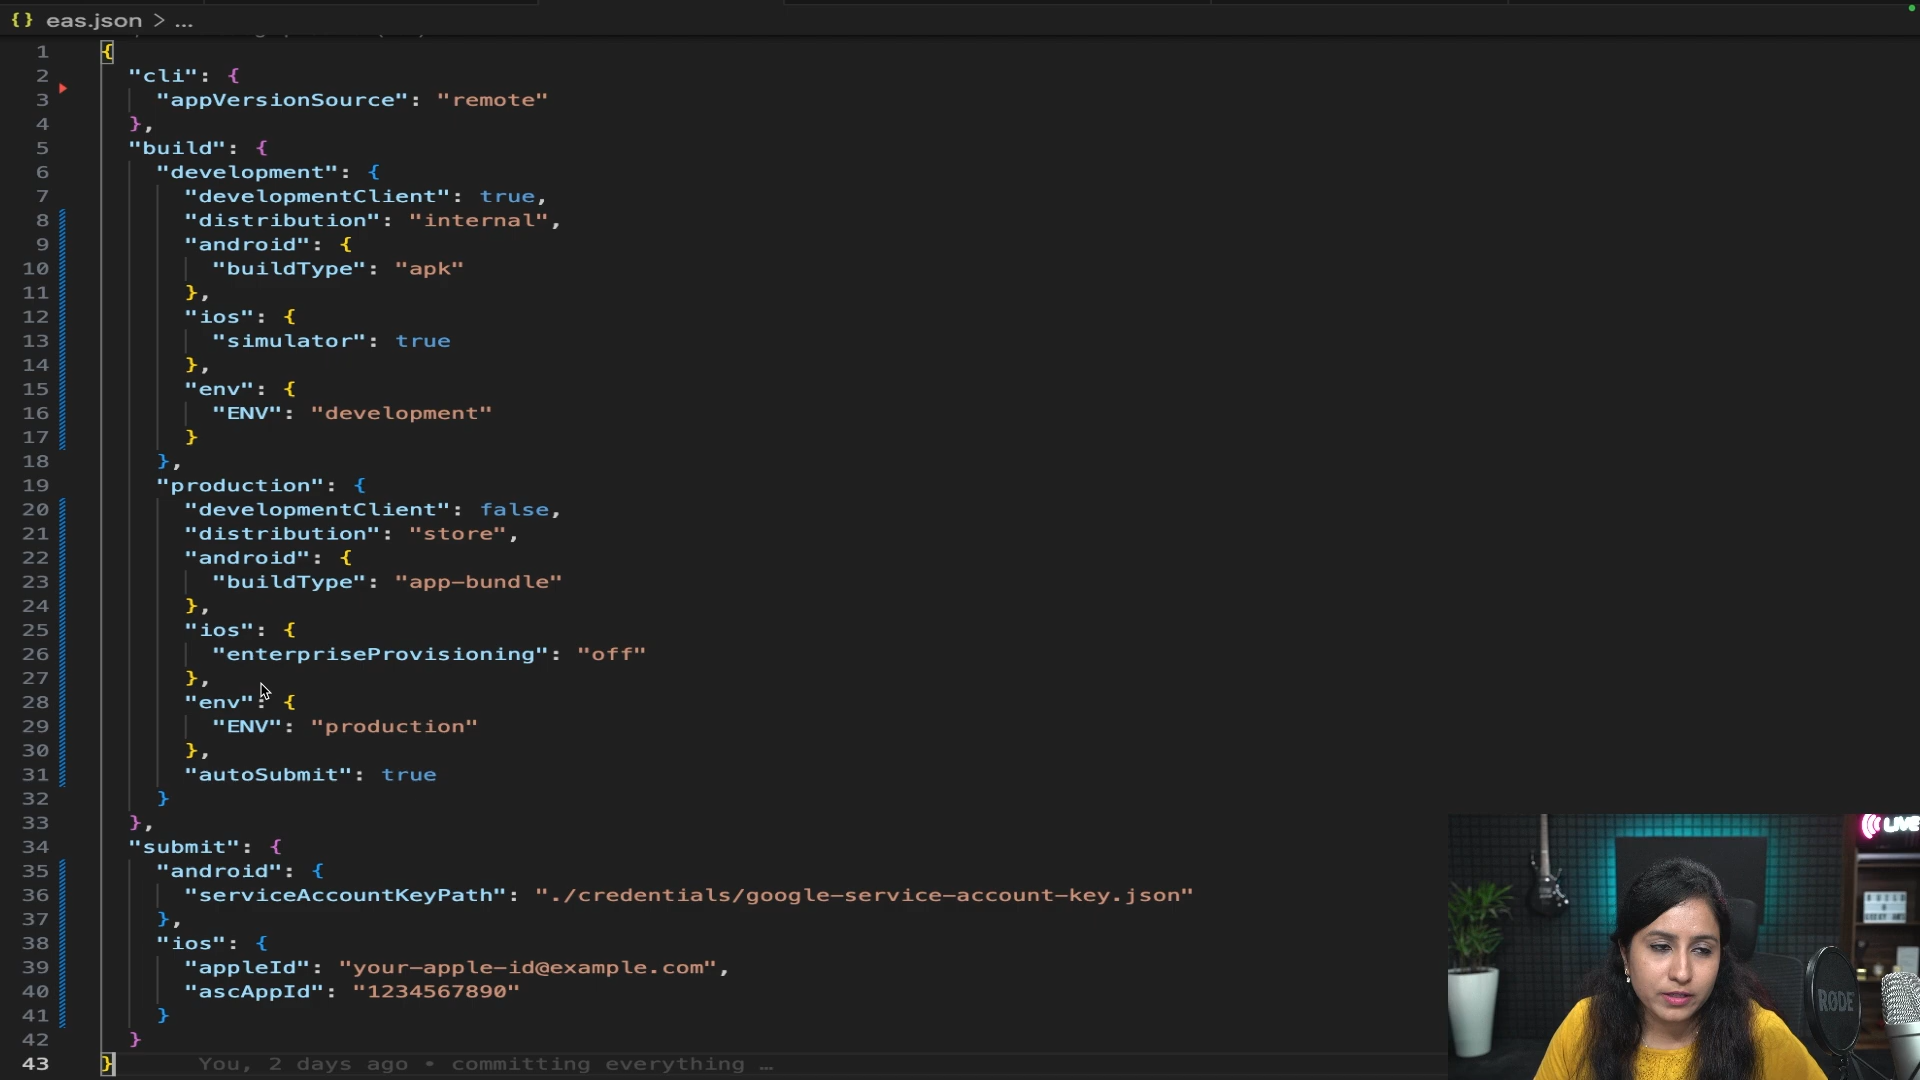 {} eas.json > ...
1 {
2 "cli": {
3 "appVersionSource": "remote"
4 },
5 "build": {
6 "development": {
7 "developmentClient": true,
8 "distribution": "internal",
9 "android": {
10 "buildType": "apk"
11 },
12 "ios": {
13 "simulator": true
14 },
15 "env": {
16 "ENV": "development"
17 }
18 },
19 "production": {
20 "developmentClient": false,
21 "distribution": "store",
22 "android": {
23 "buildType": "app-bundle"
24 },
25 "ios": {
26 "enterpriseProvisioning": "off"
27 },
28 "env": {
29 "ENV": "production"
30 },
31 "autoSubmit": true
32 }
33 },
34 "submit": {
35 "android": {
36 "serviceAccountKeyPath": "./credentials/google-service-account-key.json"
37 },
38 "ios": {
39 "appleId": "your-apple-id@example.com",
40 "ascAppId": "1234567890"
41 }
42 }
43 } You, 2 days ago • committing everything …
LIVE
RØDE